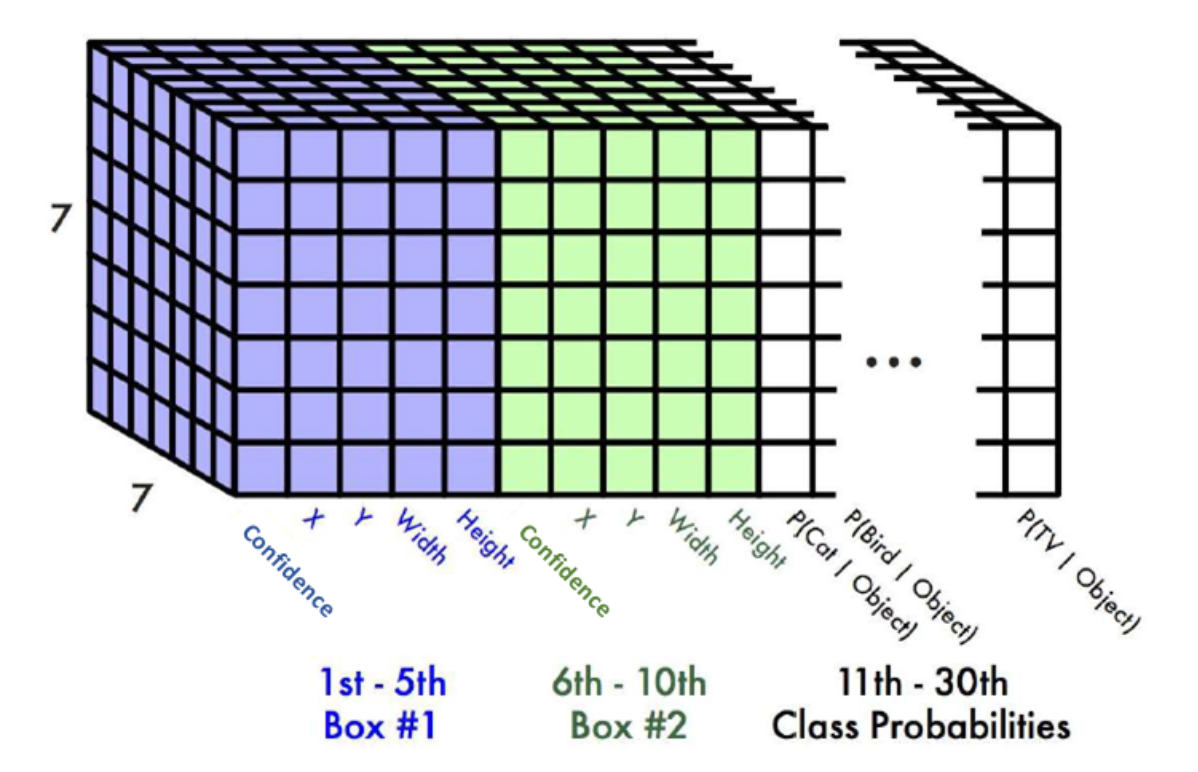 7
7
Confidence
X
Y
Width
Height
Confidence
X
Y
Width
Height
P(Cat | Object)
P(Bird | Object)
P(TV | Object)
...
1st - 5th
Box #1
6th - 10th
Box #2
11th - 30th
Class Probabilities